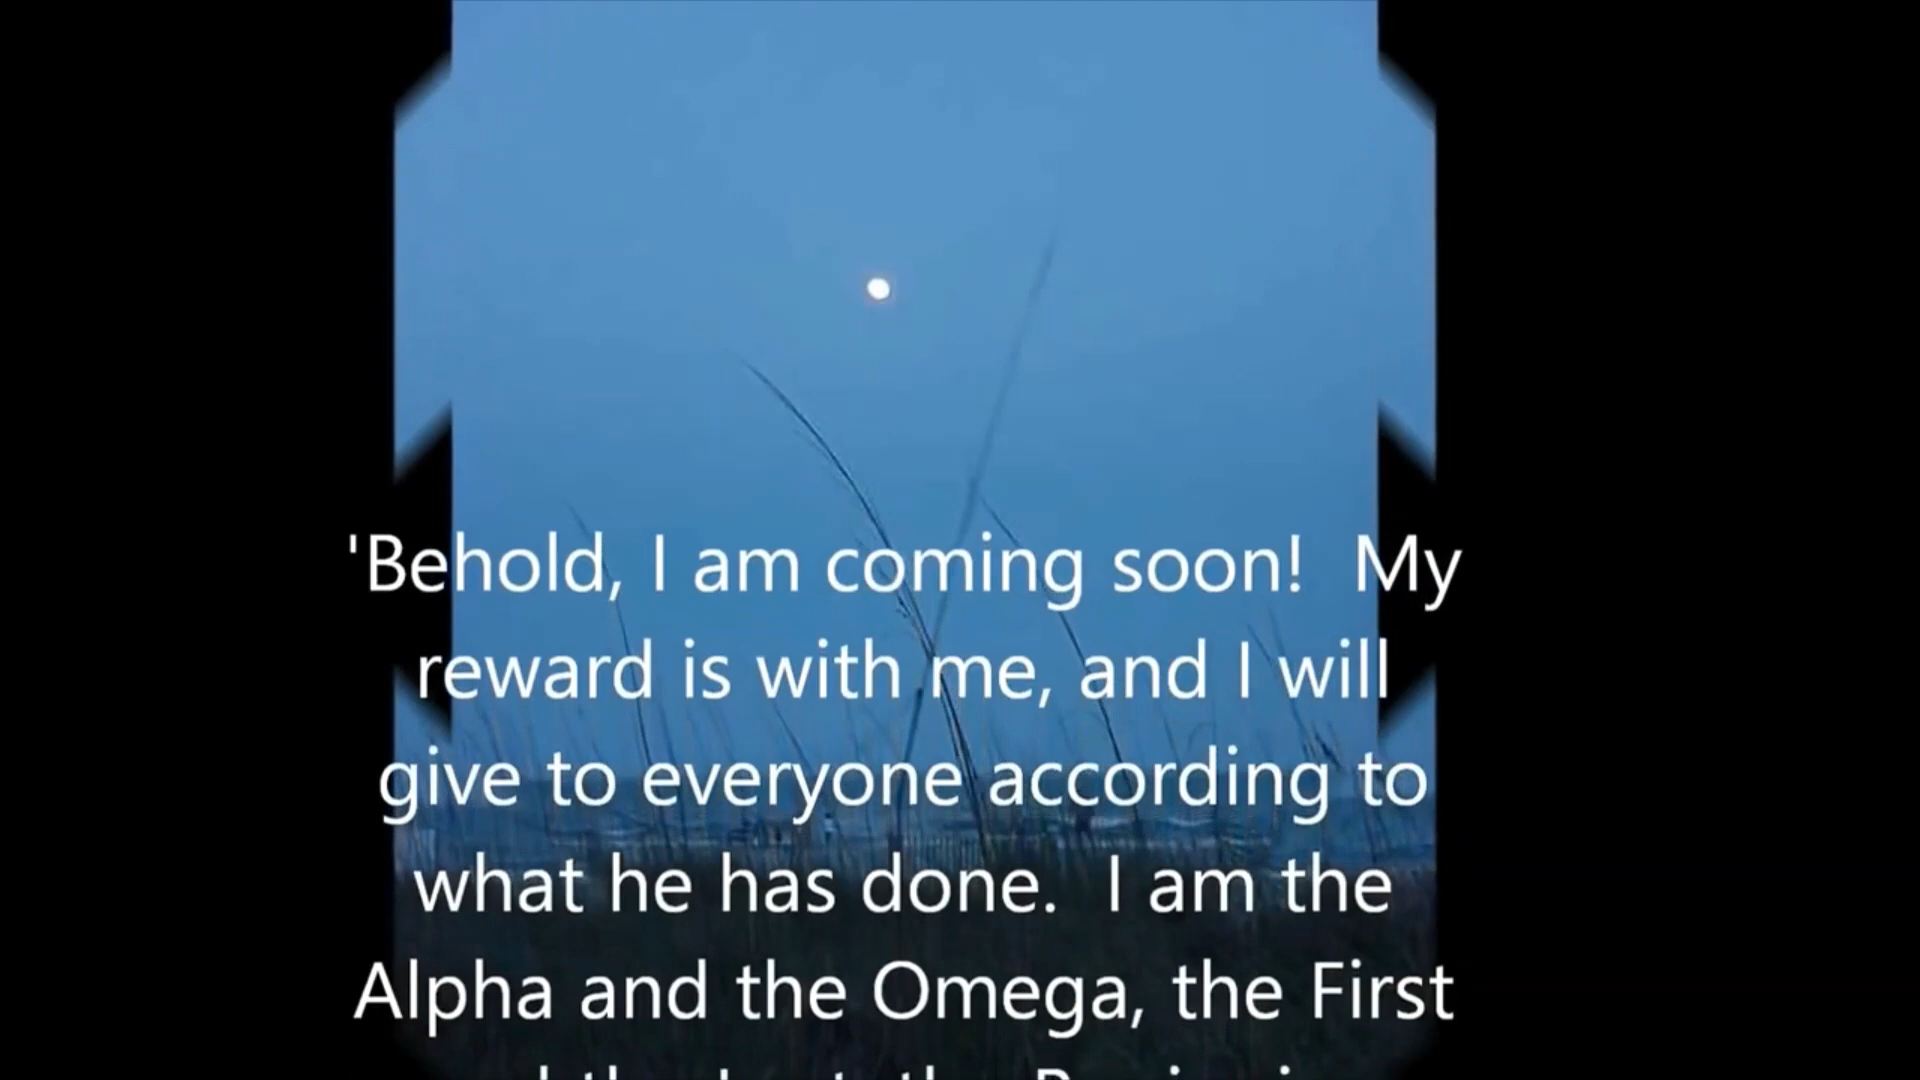 'Behold, I am coming soon!  My
reward is with me, and I will
give to everyone according to
what he has done.  I am the
Alpha and the Omega, the First